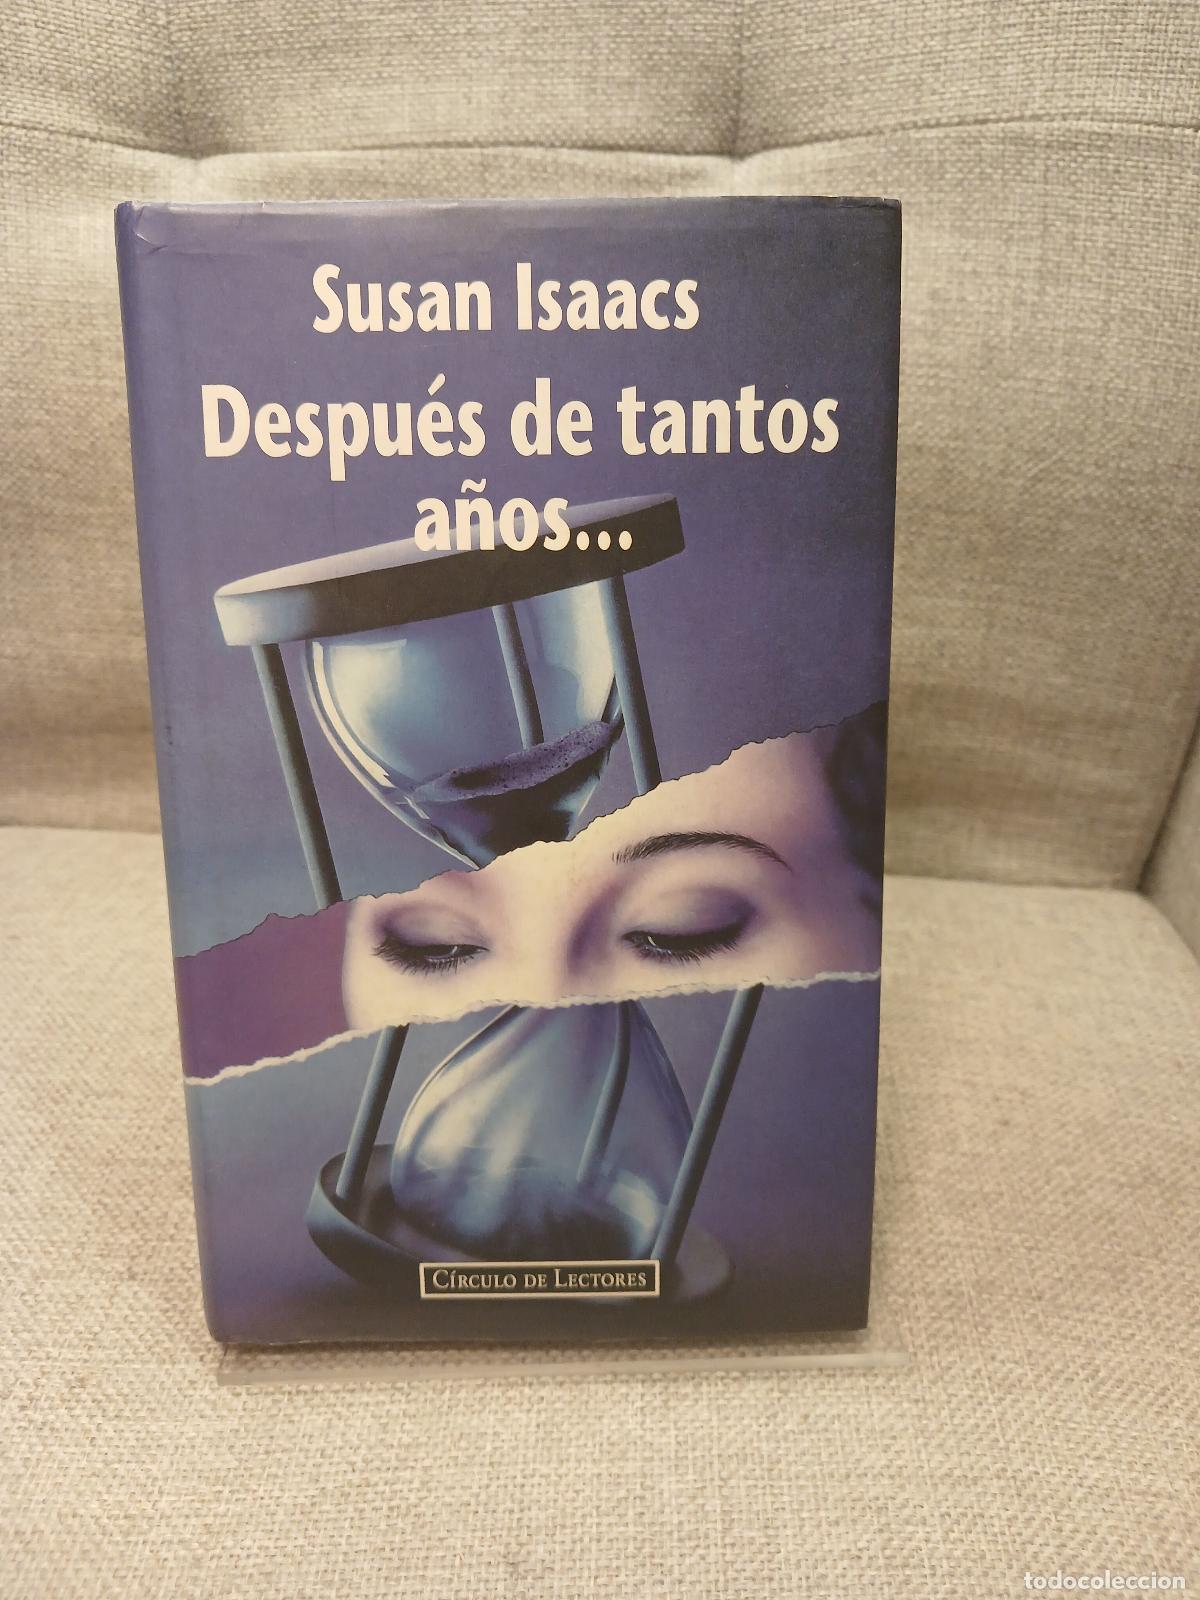 Susan Isaacs
Después de tantos
años...
CÍRCULO DE LECTORES
todocoleccion